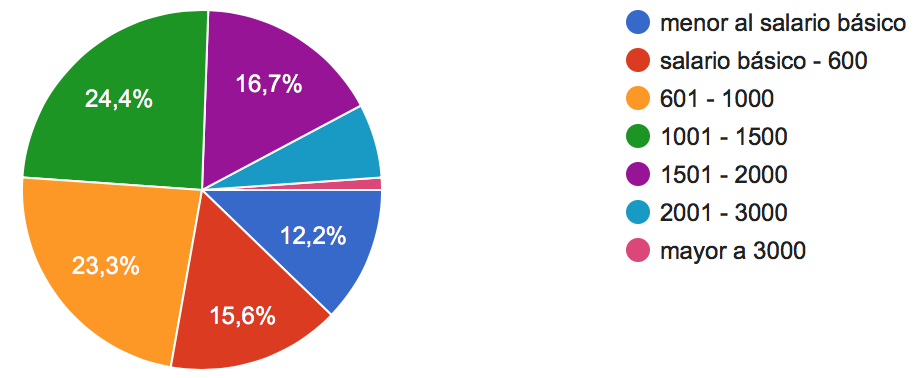 24,4%
16,7%
12,2%
23,3%
15,6%
menor al salario básico
salario básico - 600
601 - 1000
1001 - 1500
1501 - 2000
2001 - 3000
mayor a 3000